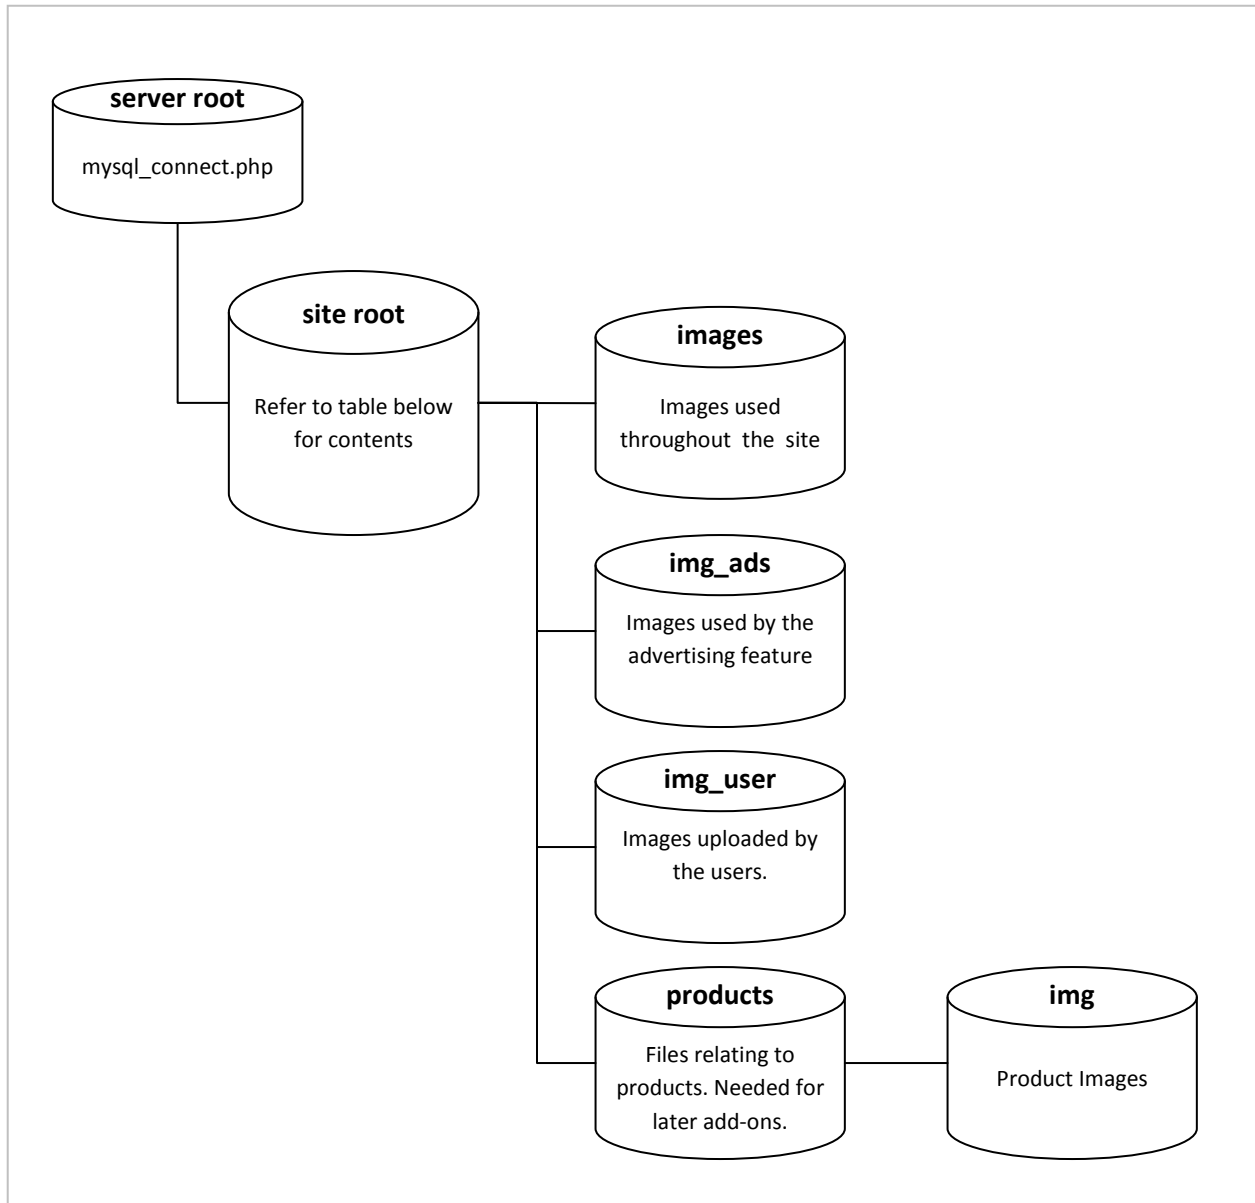 server root
mysql_connect.php
site root
Refer to table below
for contents
images
Images used
throughout the site
img_ads
Images used by the
advertising feature
img_user
Images uploaded by
the users.
products
Files relating to
products. Needed for
later add-ons.
img
Product Images